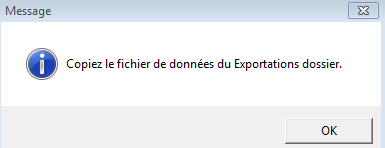 Message
Copiez le fichier de données du Exportations dossier.
OK